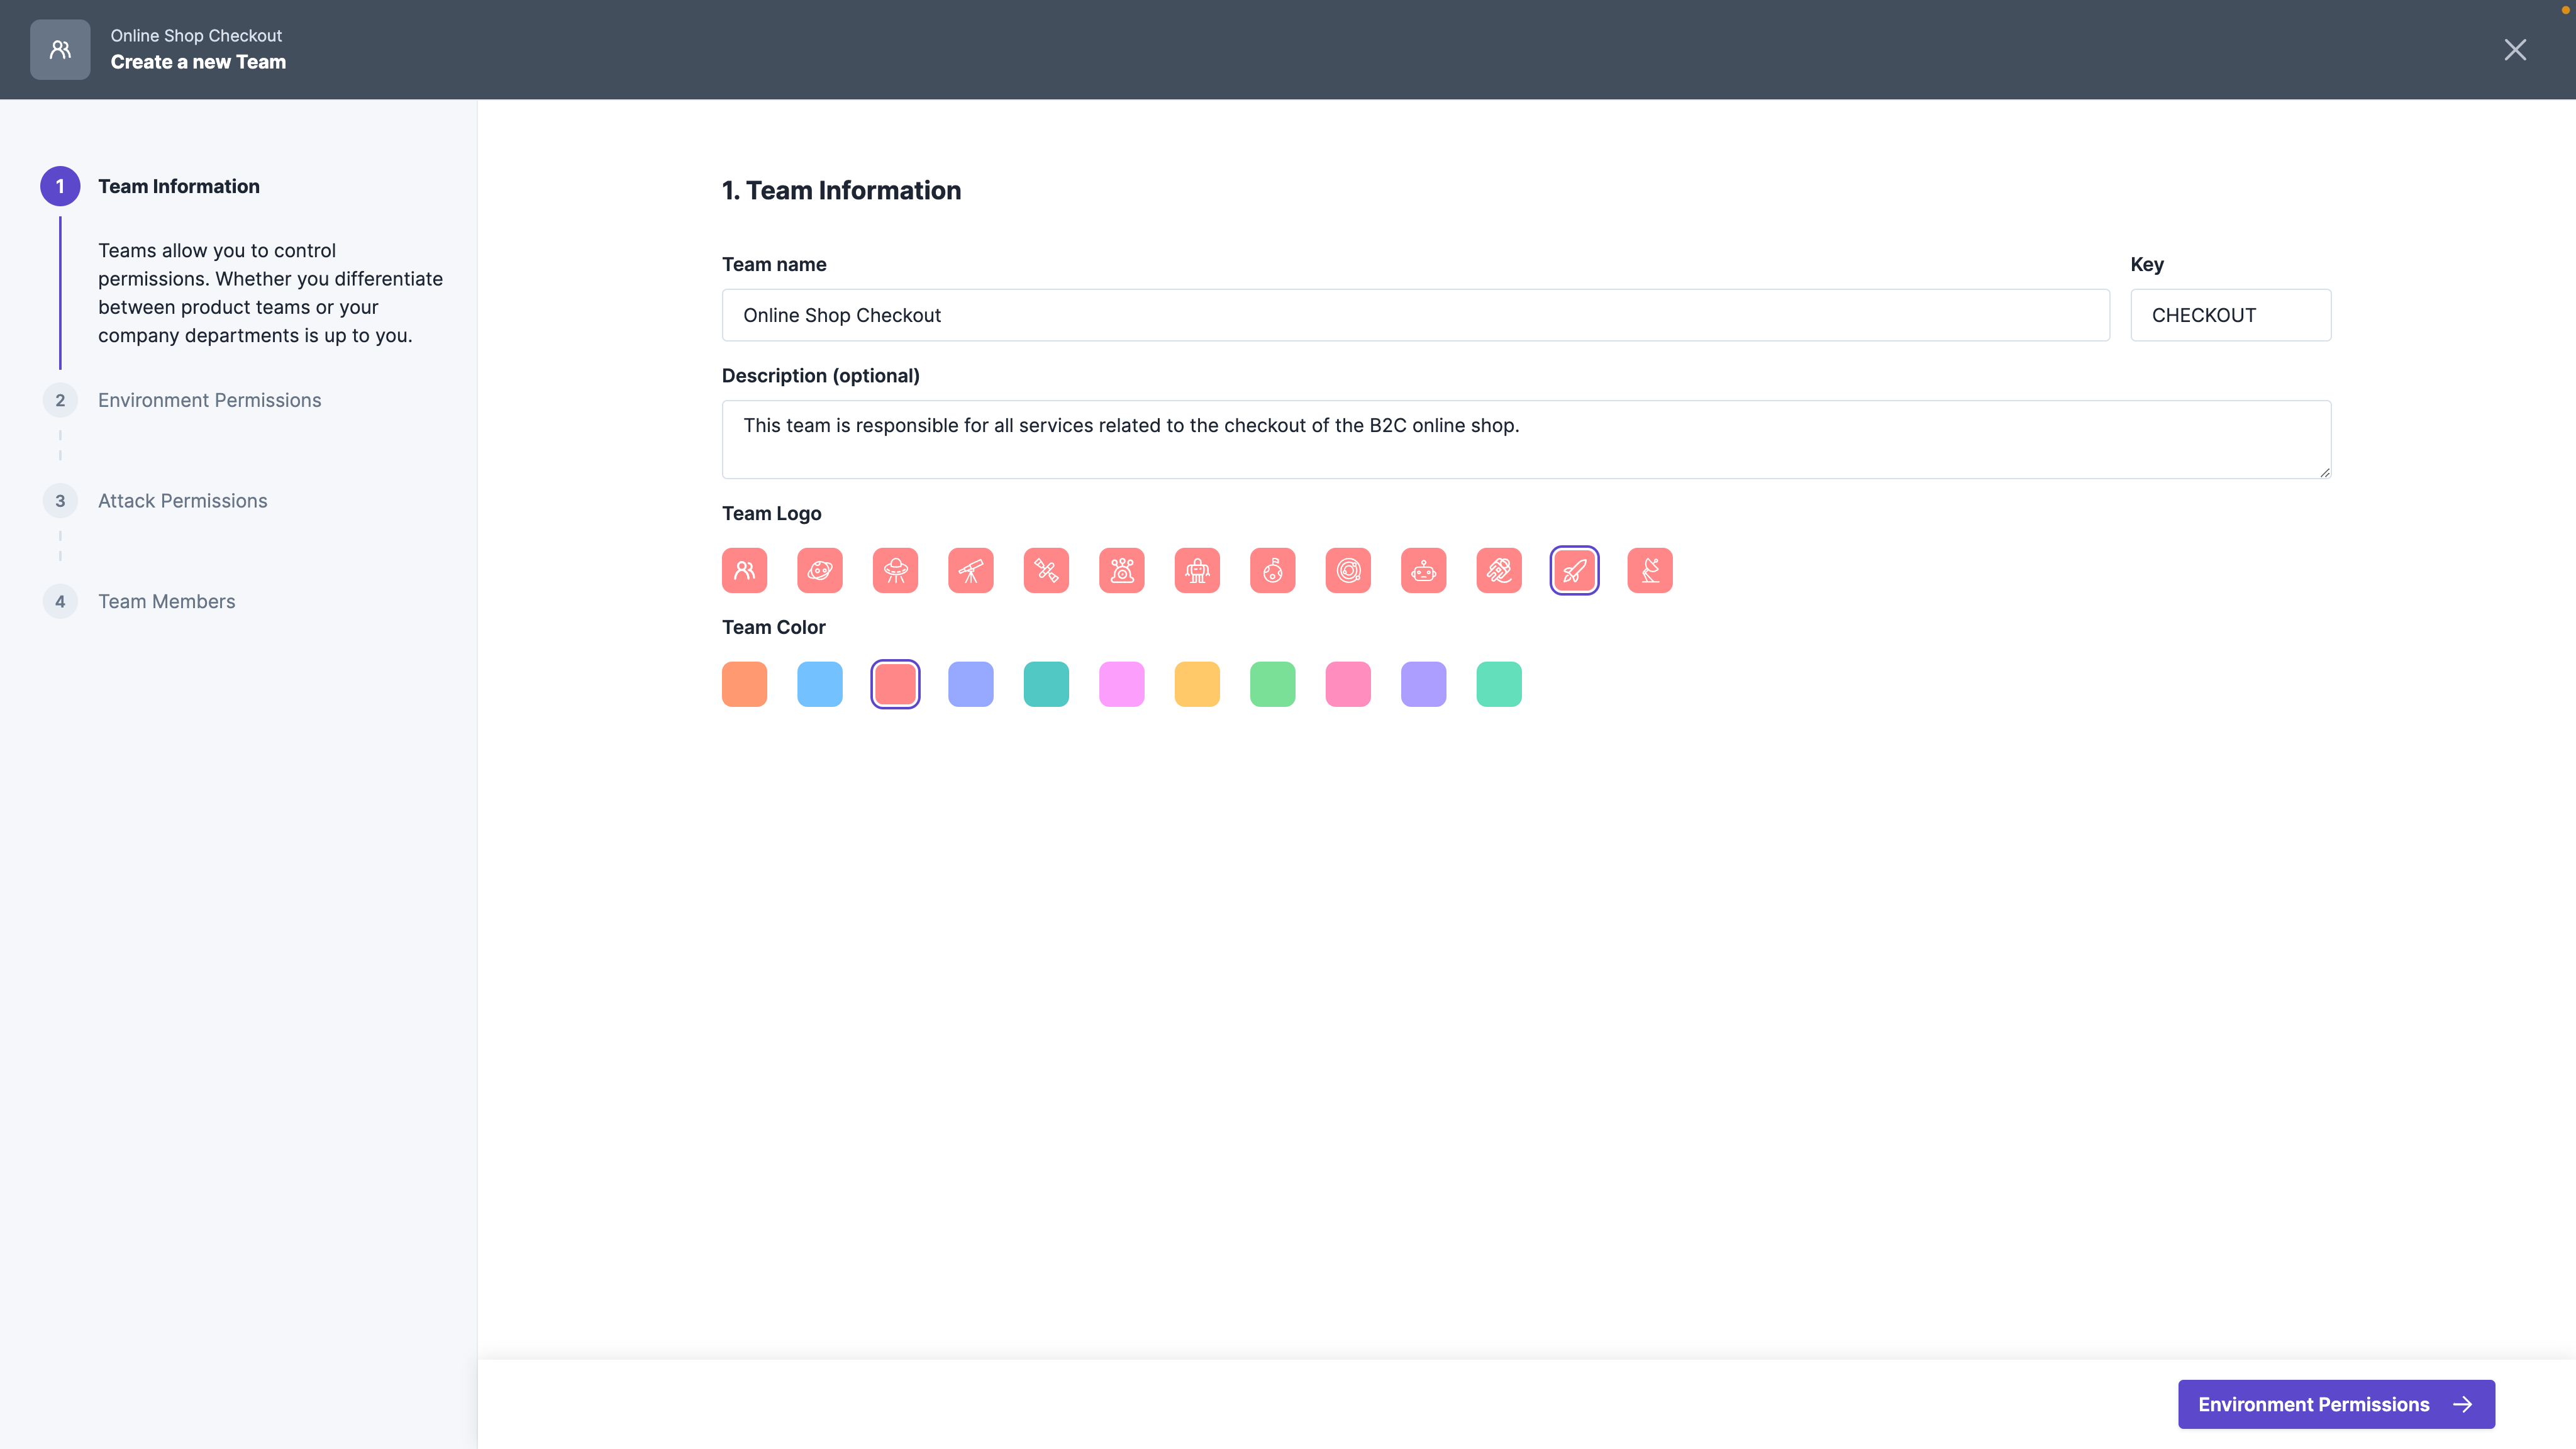 Online Shop Checkout
Create a new Team
1 Team Information
Teams allow you to control
permissions. Whether you differentiate
between product teams or your
company departments is up to you.
2 Environment Permissions
3 Attack Permissions
4 Team Members
1. Team Information
Team name
Key
Online Shop Checkout
CHECKOUT
Description (optional)
This team is responsible for all services related to the checkout of the B2C online shop.
Team Logo
Team Color
Environment Permissions